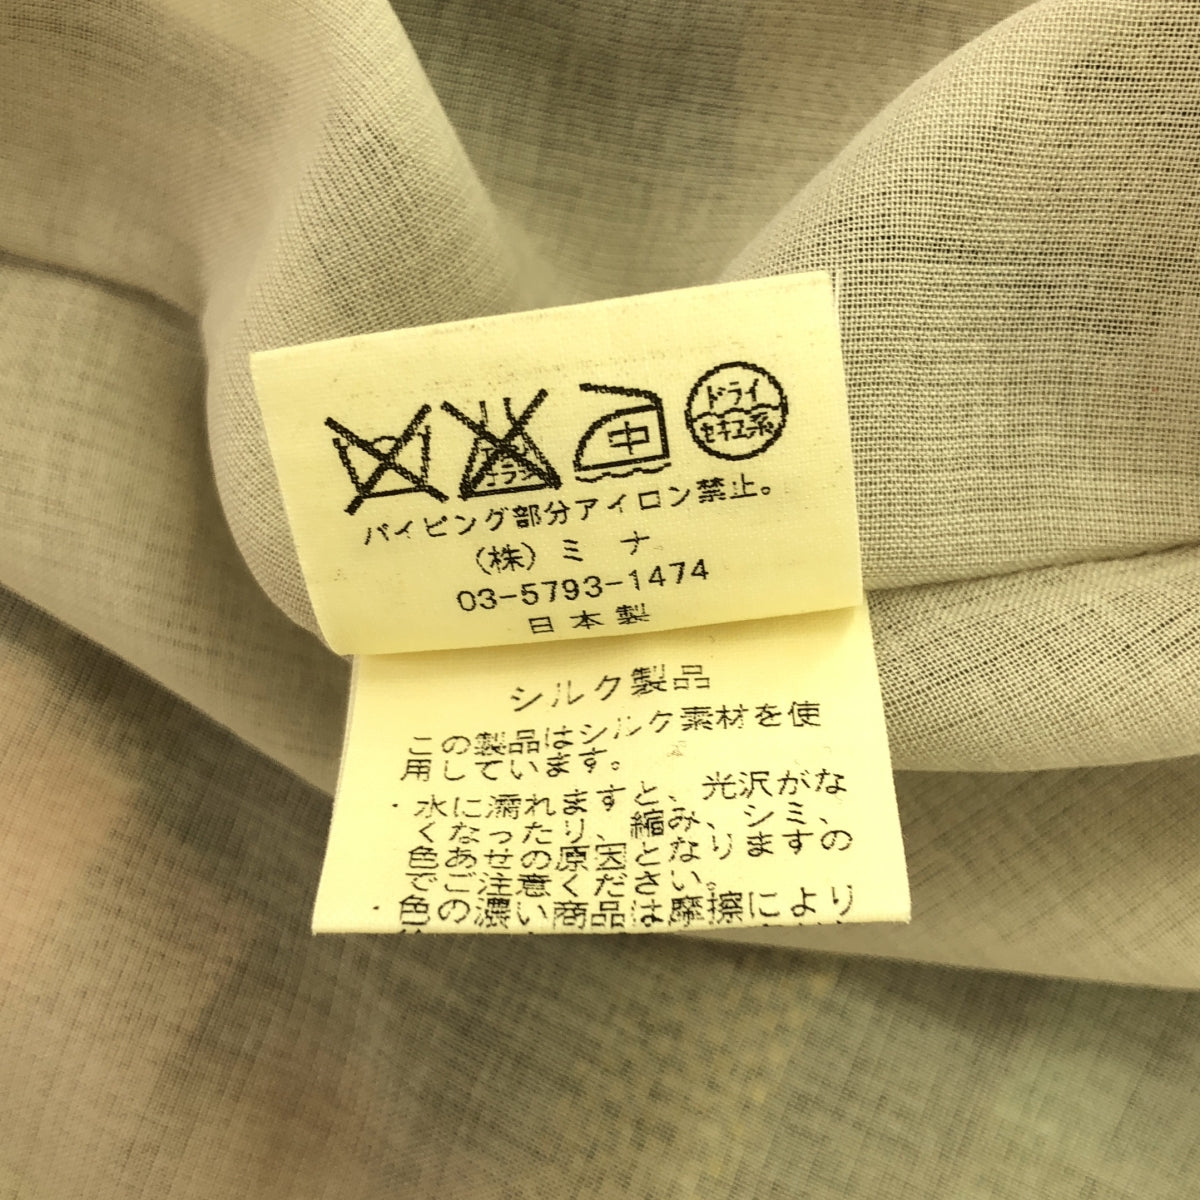 中
ドライ
セキユ系
パイピング部分アイロン禁止。
(株)ミナ
03-5793-1474
日本製
シルク製品
この製品はシルク素材を使
用しています。
・水に濡れますと、光沢がな
くなったり、縮み、シミ、
色あせの原因となりますの
でご注意ください。
・色の濃い商品は摩擦により